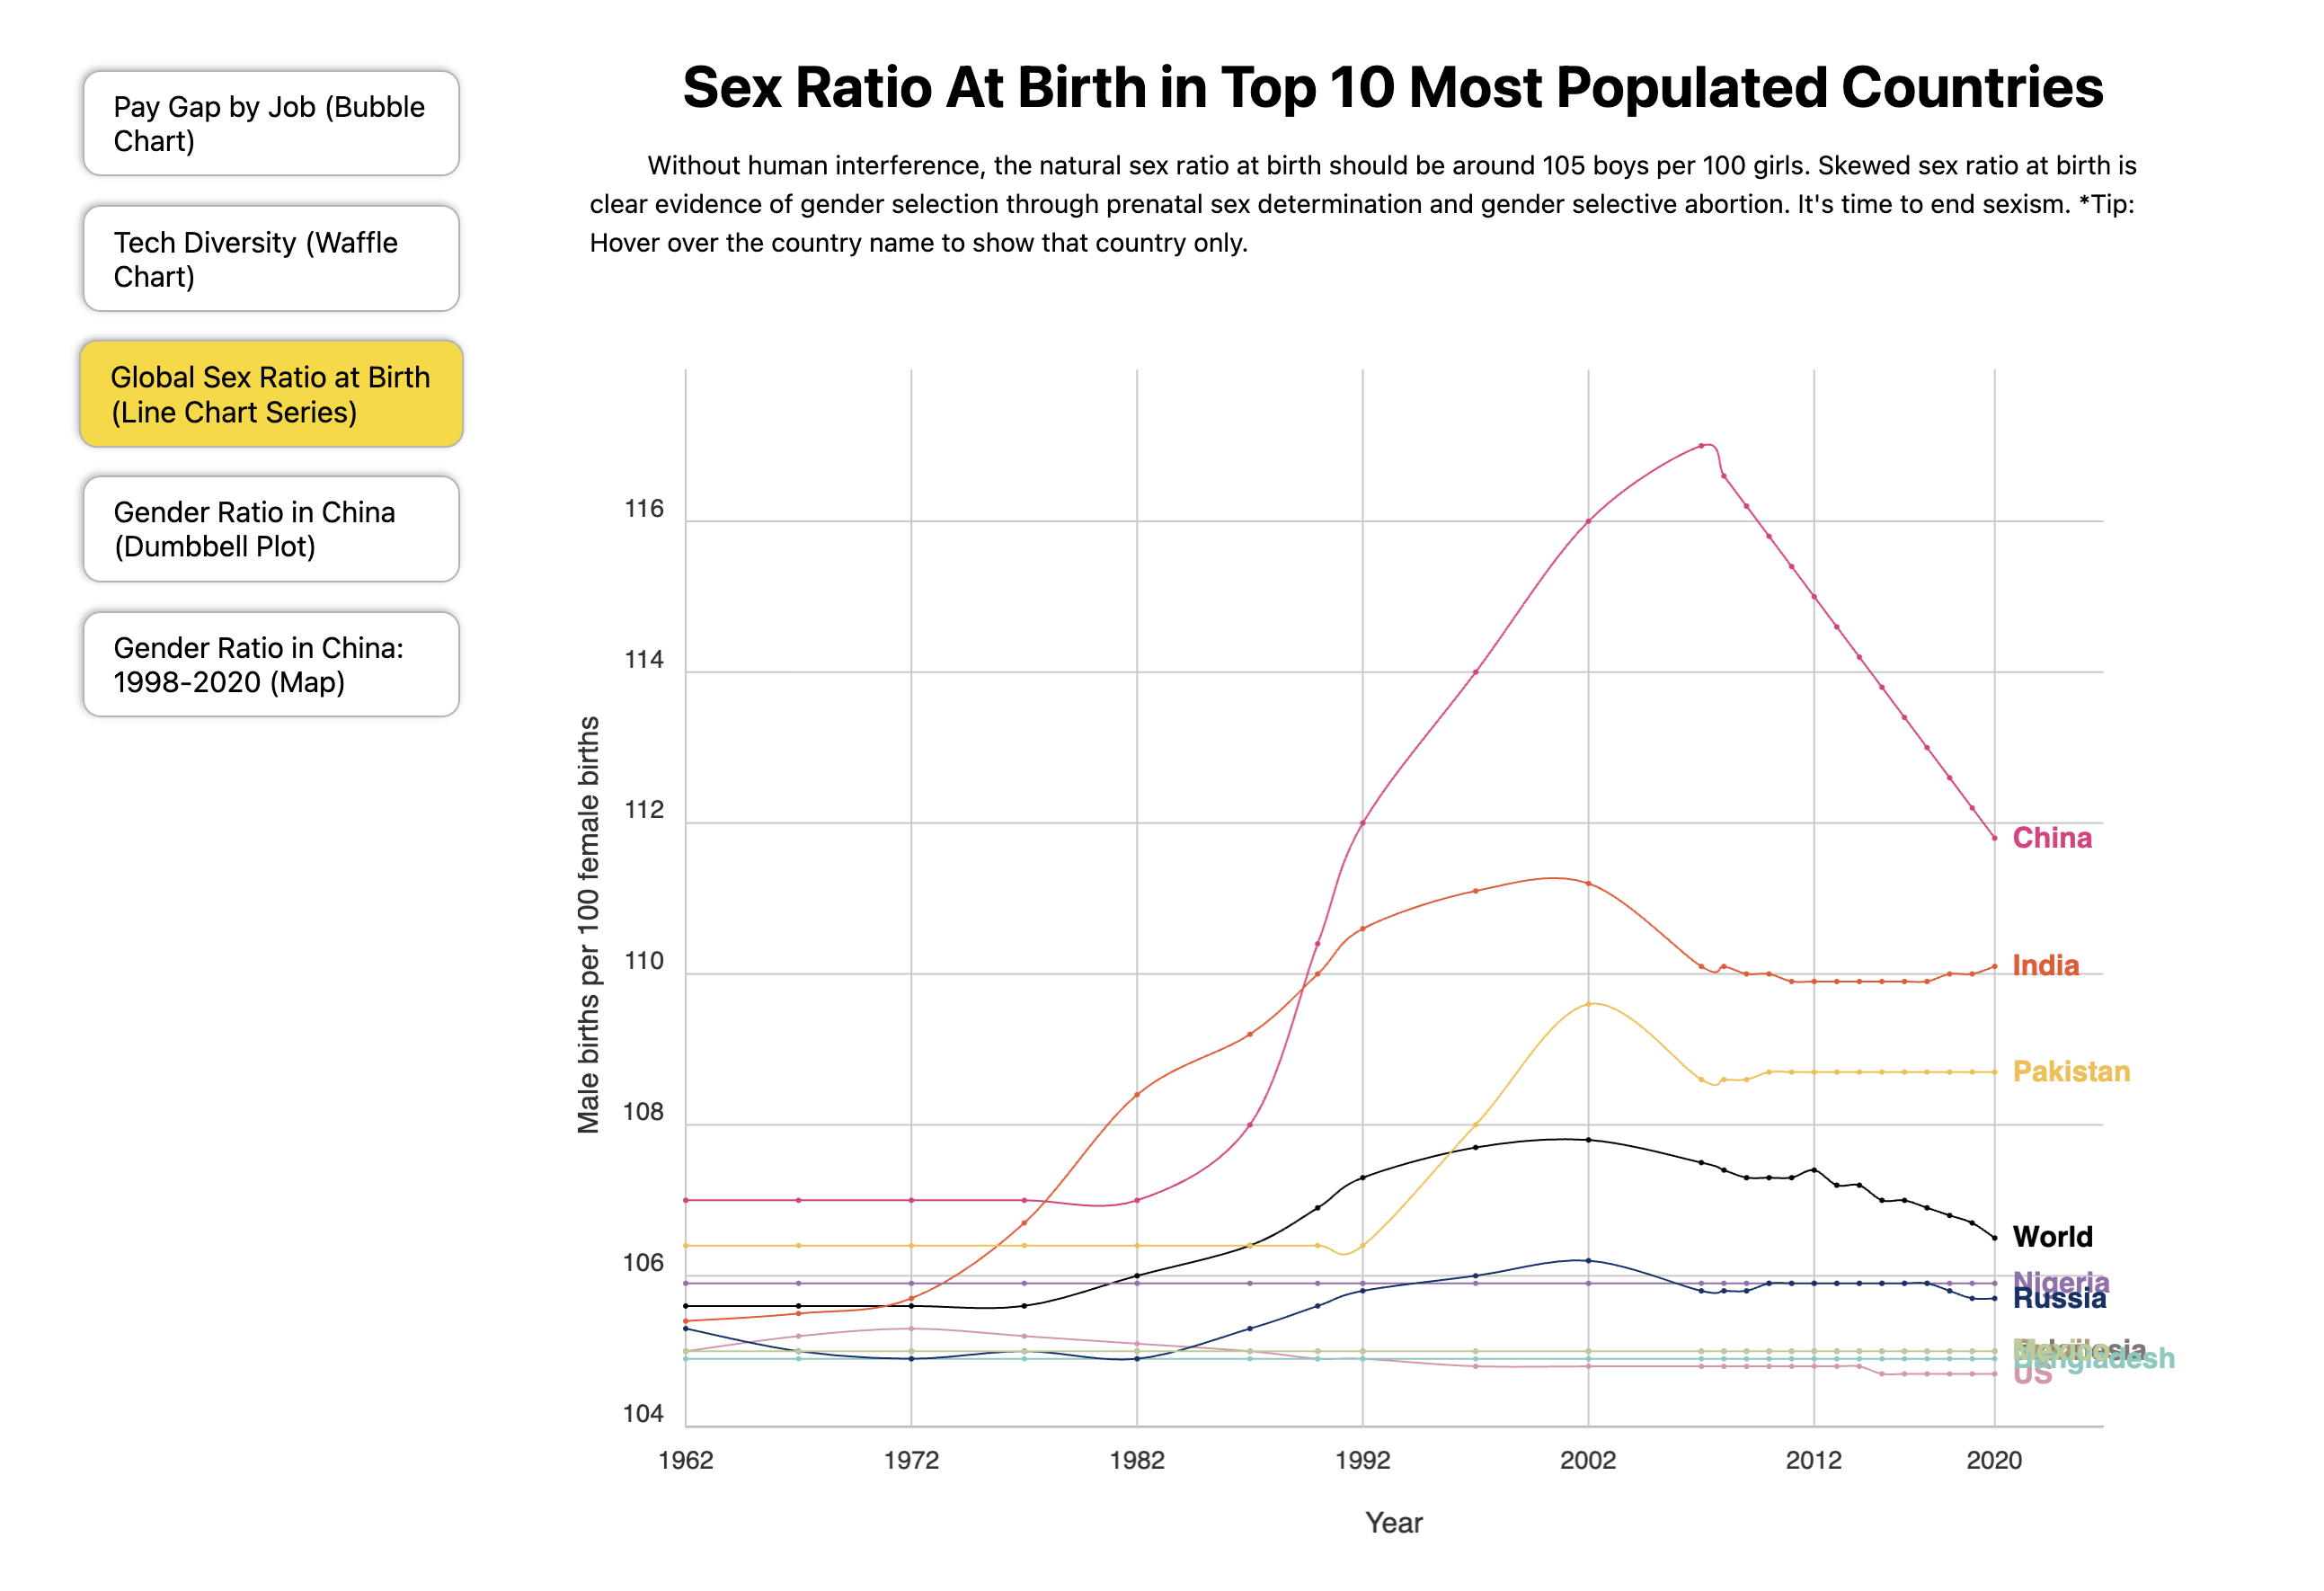 Pay Gap by Job (Bubble
Chart)
Tech Diversity (Waffle
Chart)
Global Sex Ratio at Birth
(Line Chart Series)
Gender Ratio in China
(Dumbbell Plot)
Gender Ratio in China:
1998-2020 (Map)
Sex Ratio At Birth in Top 10 Most Populated Countries
Without human interference, the natural sex ratio at birth should be around 105 boys per 100 girls. Skewed sex ratio at birth is
clear evidence of gender selection through prenatal sex determination and gender selective abortion. It's time to end sexism. *Tip:
Hover over the country name to show that country only.
Male births per 100 female births
116
114
112
110
108
106
104
China
India
Pakistan
World
Nigeria
Russia
Bangladesh
US
1962
1972
1982
1992
2002
2012
2020
Year